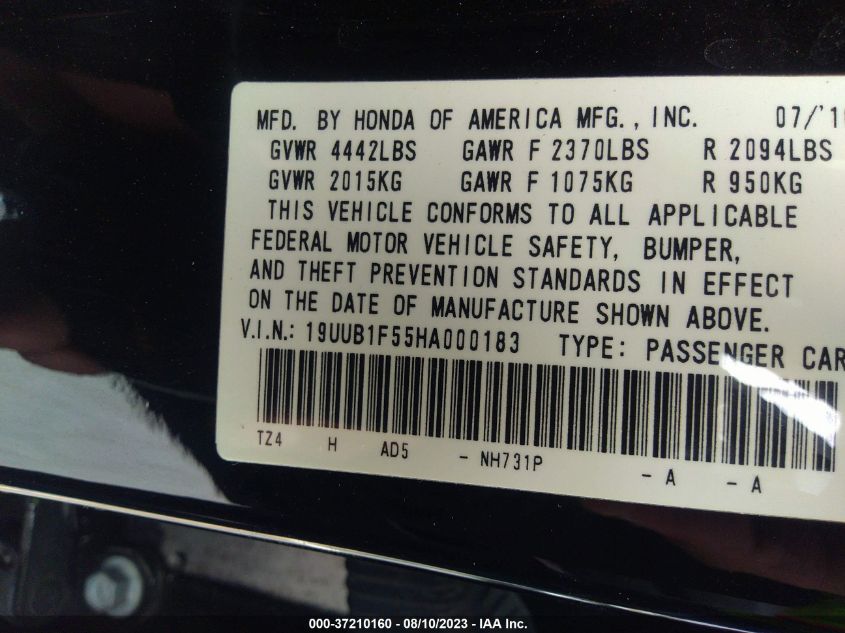 MFD. BY HONDA OF AMERICA MFG., INC. 07/'1
GVWR 4442LBS GAWR F 2370LBS R 2094LBS
GVWR 2015KG GAWR F 1075KG R 950KG
THIS VEHICLE CONFORMS TO ALL APPLICABLE
FEDERAL MOTOR VEHICLE SAFETY, BUMPER,
AND THEFT PREVENTION STANDARDS IN EFFECT
ON THE DATE OF MANUFACTURE SHOWN ABOVE.
V.I.N.: 19UUB1F55HA000183 TYPE: PASSENGER CAR
TZ4 H AD5 - NH731P - A - A
000-37210160 - 08/10/2023 - IAA Inc.